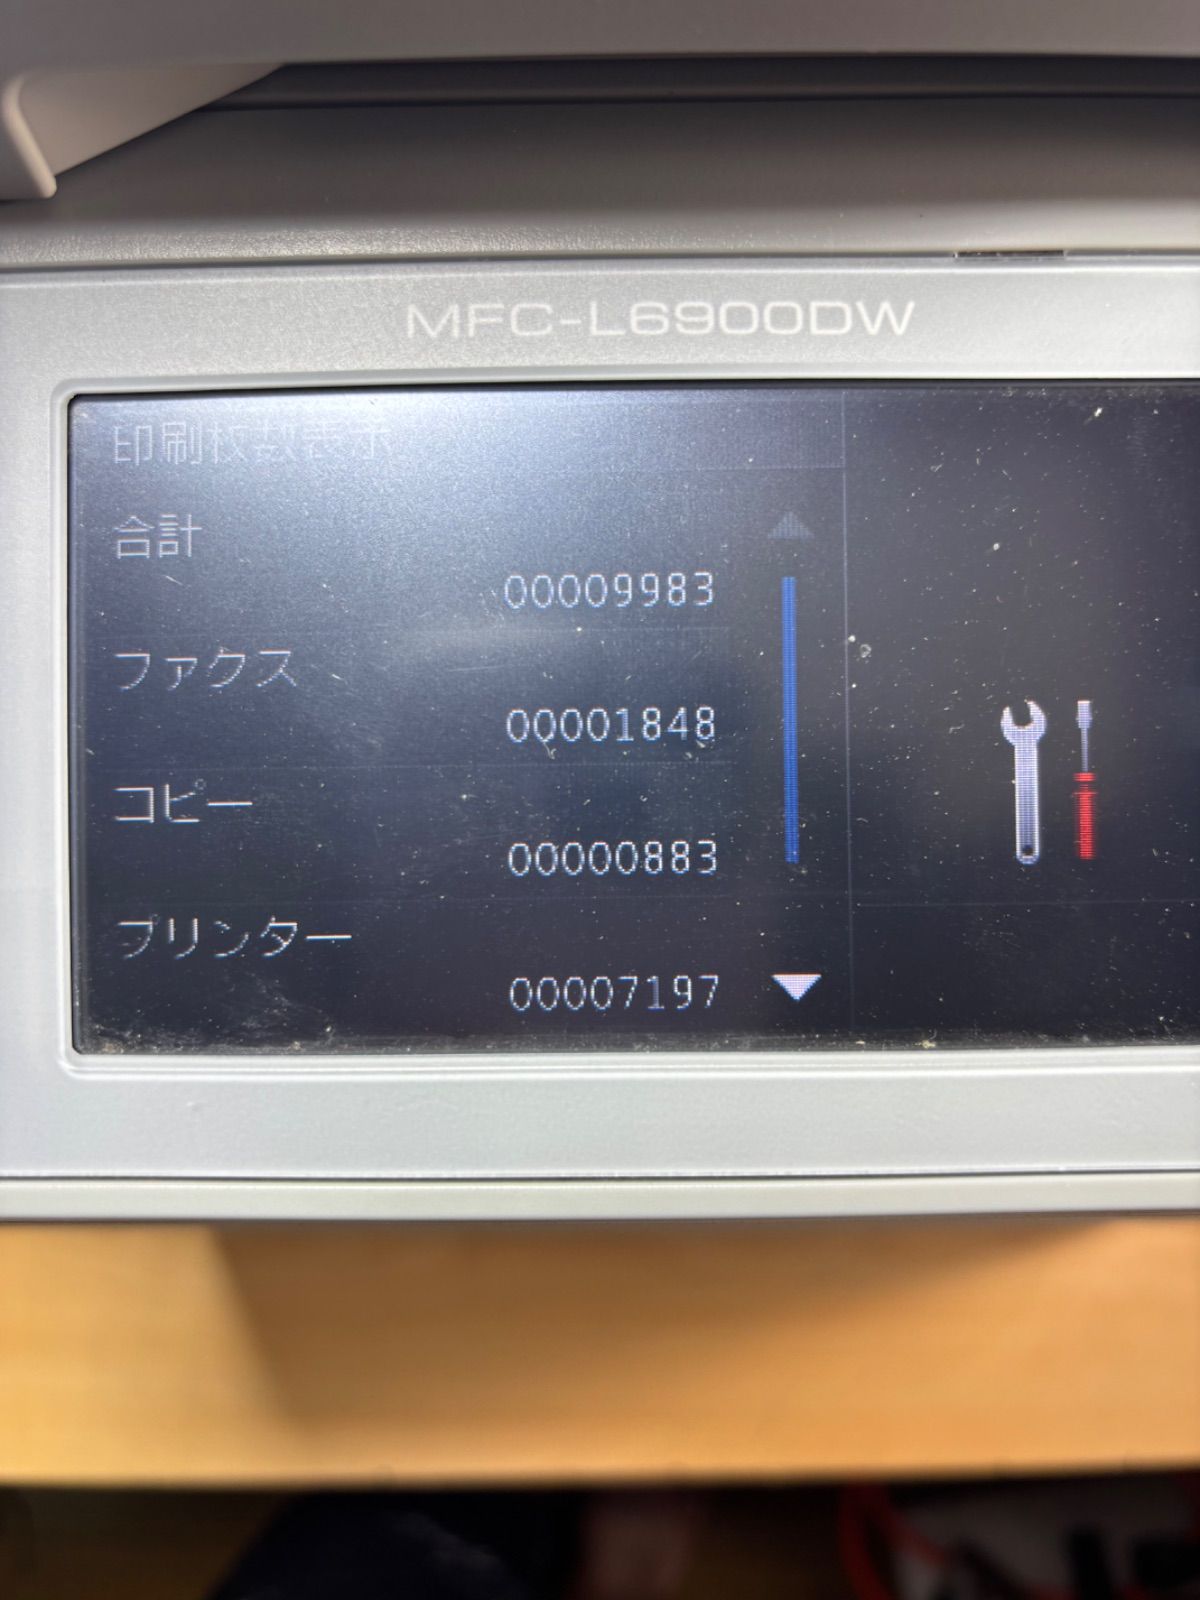 MFC-L6900DW
印刷枚数表示
合計
00009983
ファクス
00001848
コピー
00000883
プリンター
00007197